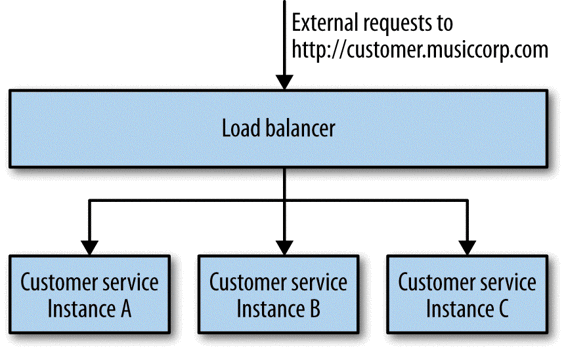 External requests to
http://customer.musiccorp.com
Load balancer
Customer service
Instance A
Customer service
Instance B
Customer service
Instance C